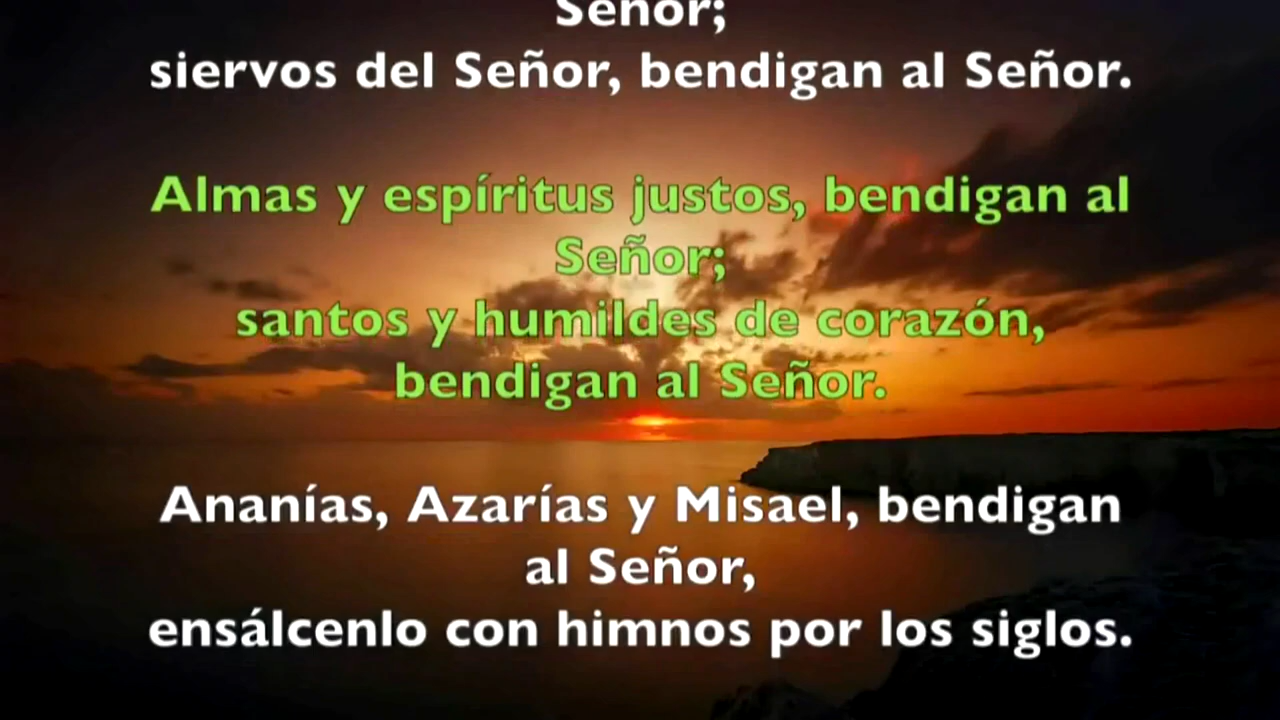 Señor;
siervos del Señor, bendigan al Señor.
Almas y espíritus justos, bendigan al
Señor;
santos y humildes de corazón,
bendigan al Señor.
Ananías, Azarías y Misael, bendigan
al Señor,
ensálcenlo con himnos por los siglos.